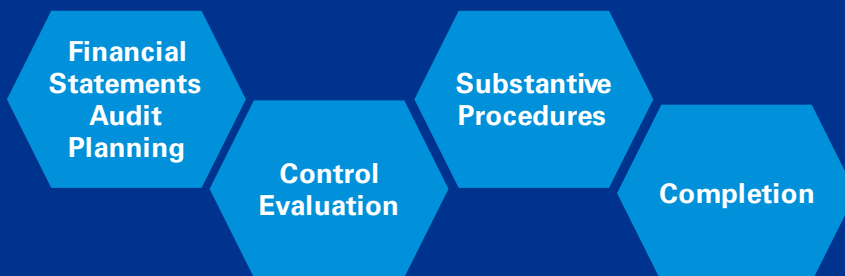 Financial
Statements
Audit
Planning
Control
Evaluation
Substantive
Procedures
Completion